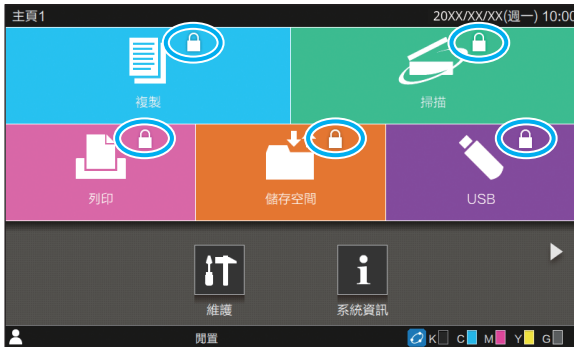 主頁1 20XX/XX/XX(週一) 10:00
複製 掃描
列印 儲存空間 USB
維護 系統資訊
閒置 K C M Y G